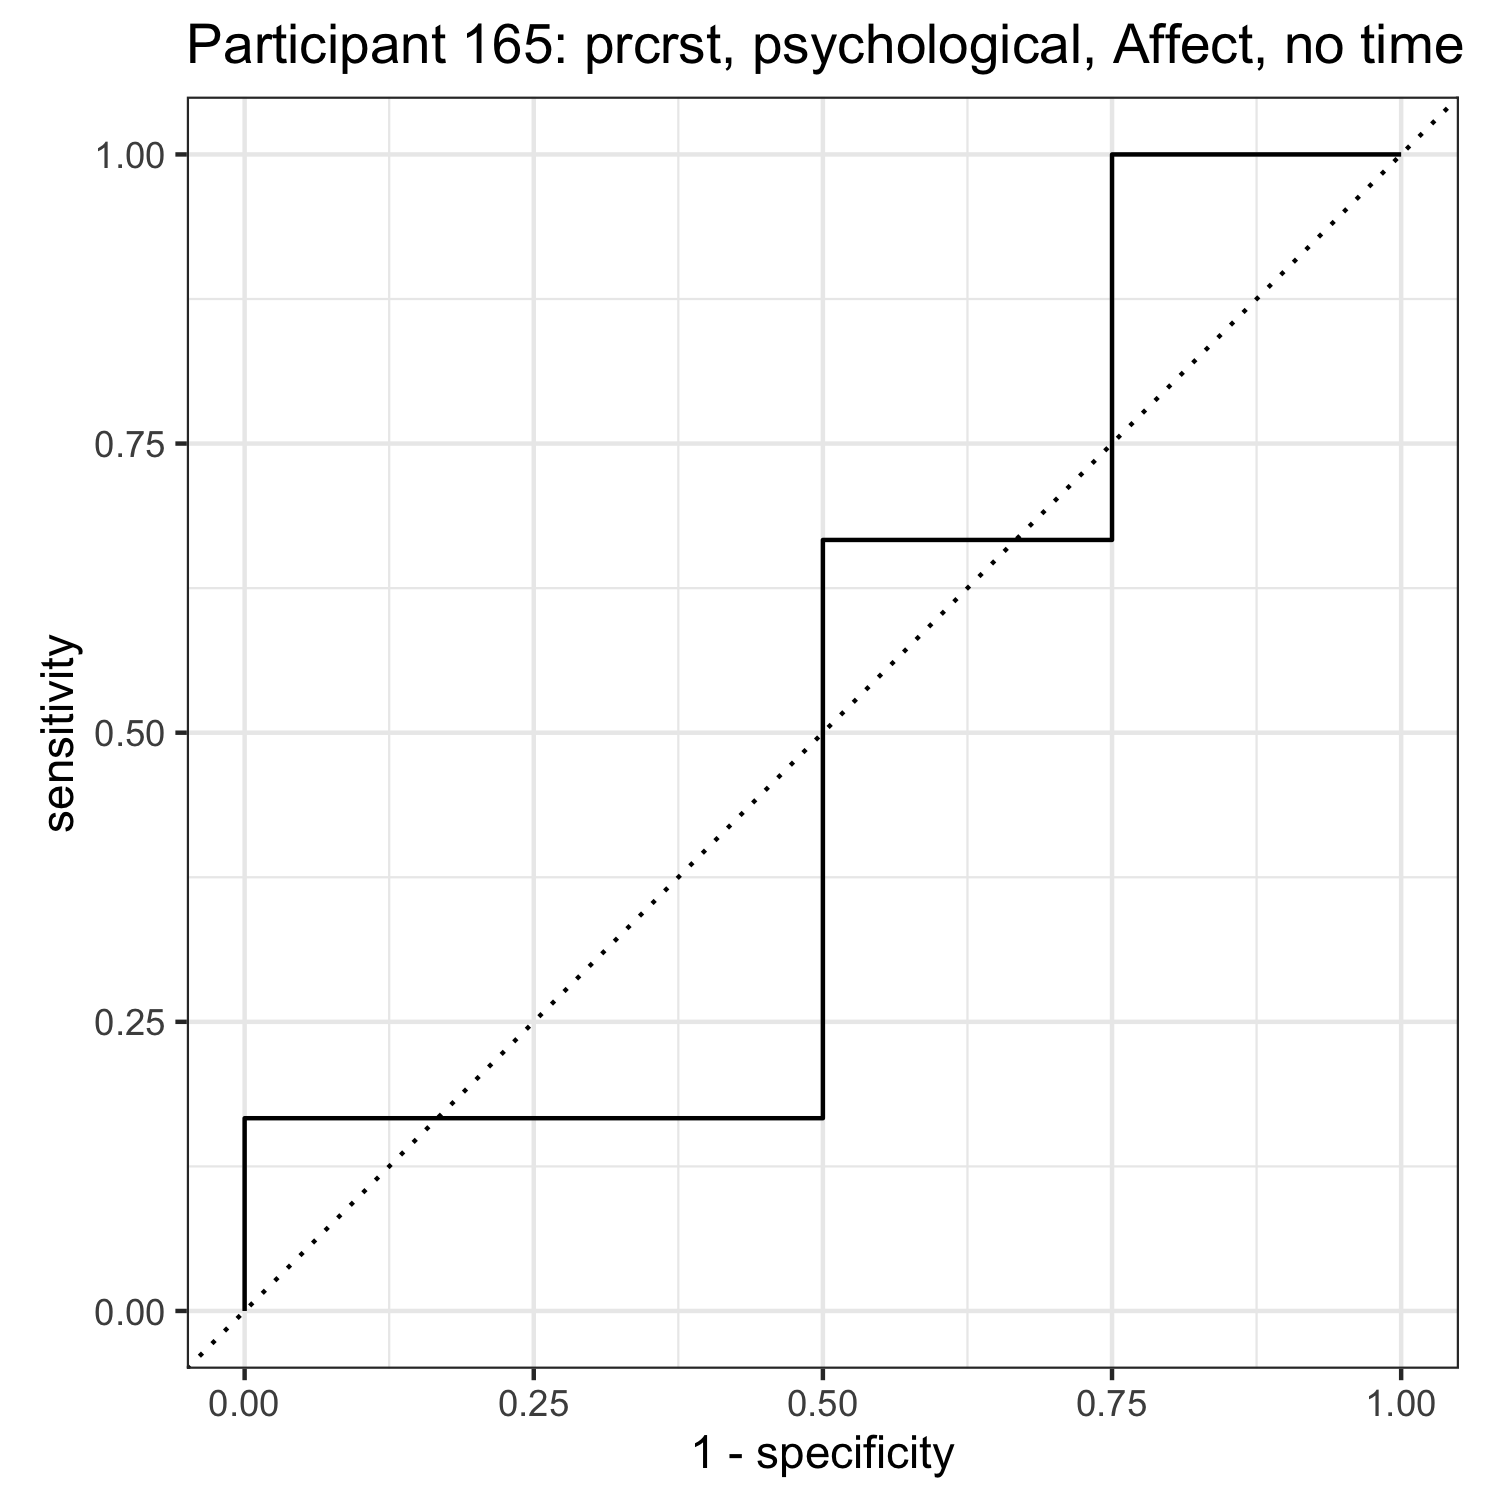 Participant 165: prcrst, psychological, Affect, no time
1.00
0.75
0.50
0.25
0.00
sensitivity
0.00 0.25 0.50 0.75 1.00
1 - specificity